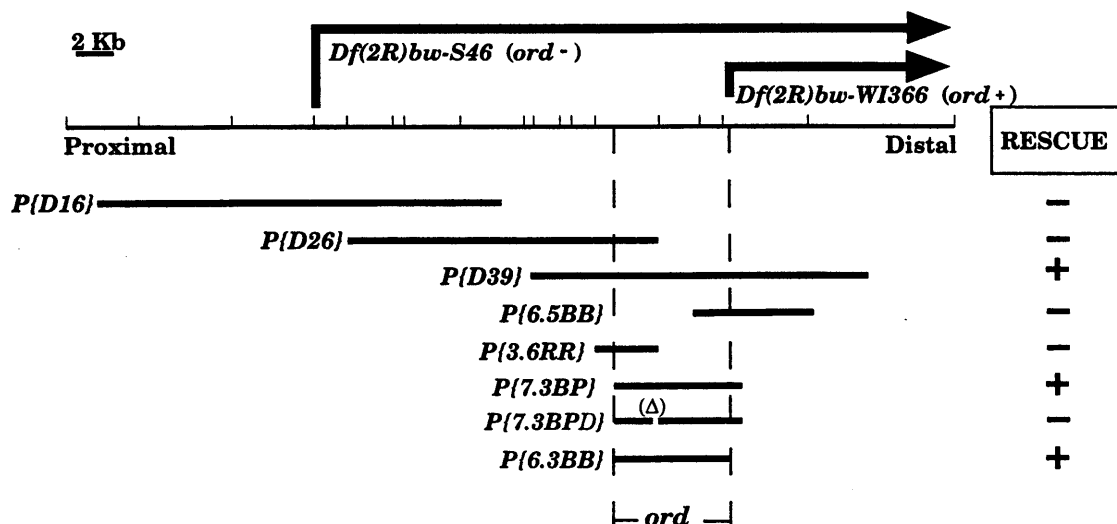 2 Kb
Df(2R)bw-S46 (ord -)
Df(2R)bw-WI366 (ord +)
Proximal
Distal
RESCUE
P{D16} −
P{D26} −
P{D39} +
P{6.5BB} −
P{3.6RR} −
P{7.3BP} +
(Δ)
P{7.3BPD} −
P{6.3BB} +
ord